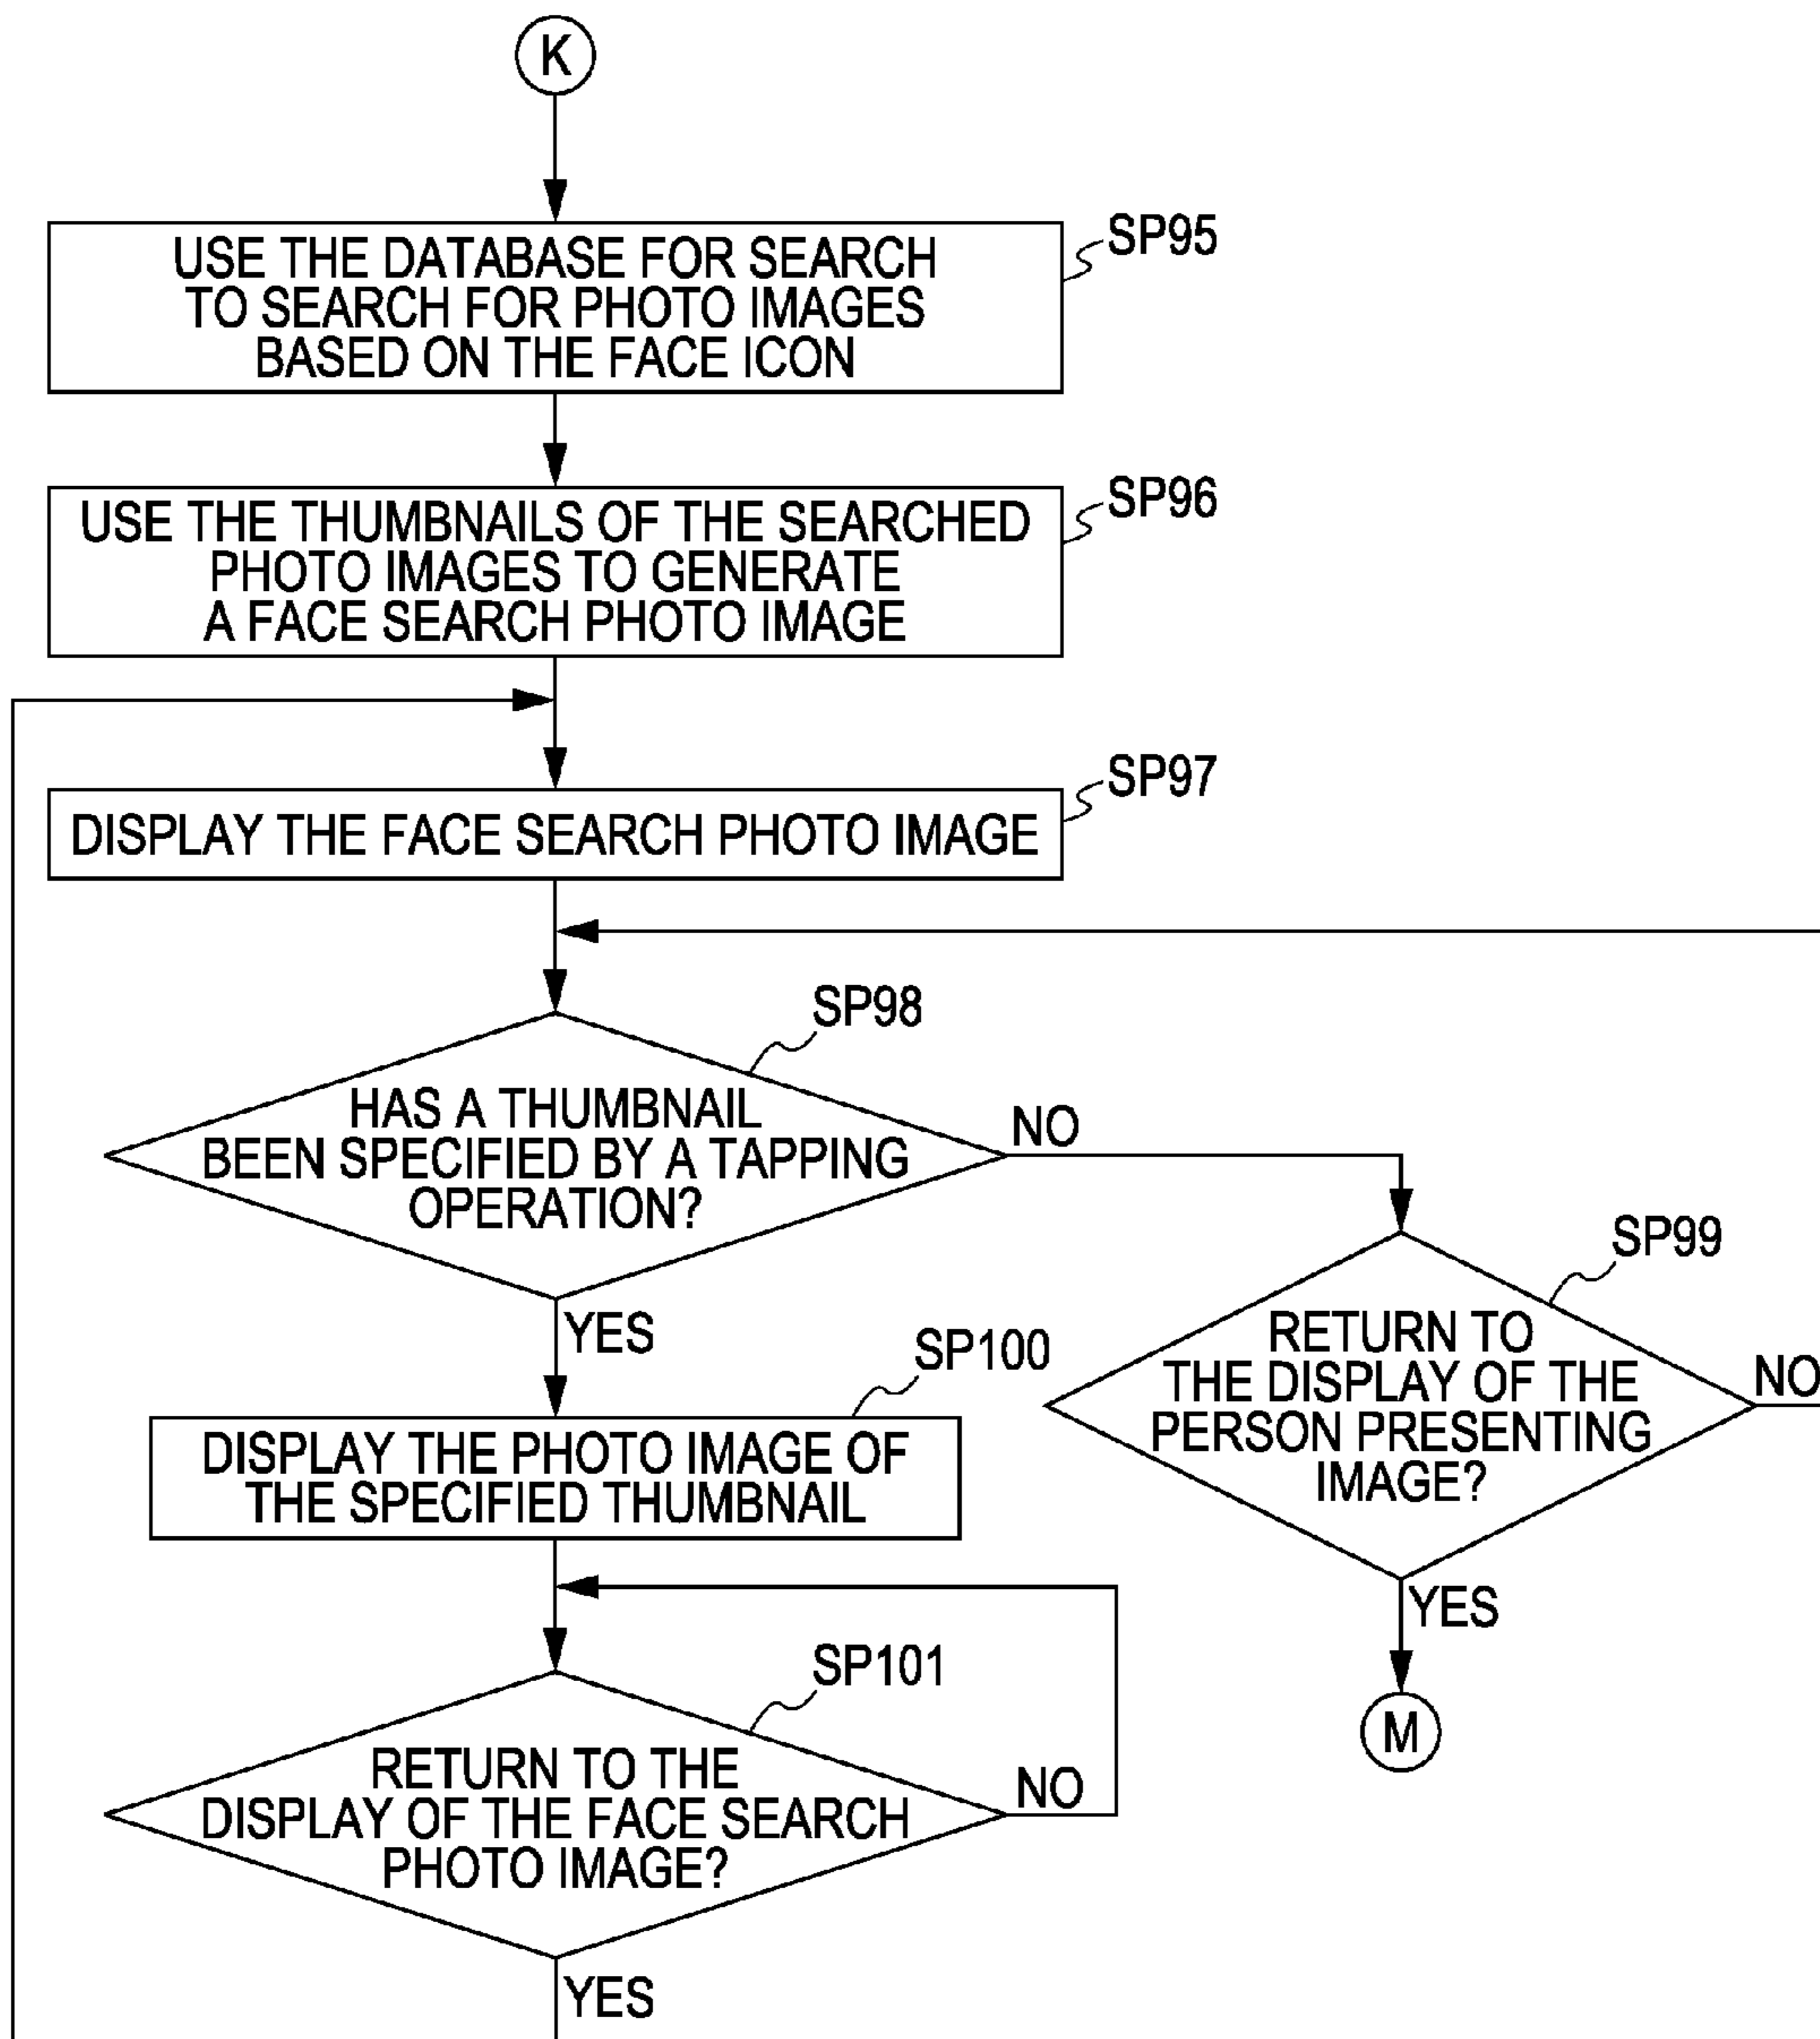 K
SP95
USE THE DATABASE FOR SEARCH
TO SEARCH FOR PHOTO IMAGES
BASED ON THE FACE ICON
SP96
USE THE THUMBNAILS OF THE SEARCHED
PHOTO IMAGES TO GENERATE
A FACE SEARCH PHOTO IMAGE
SP97
DISPLAY THE FACE SEARCH PHOTO IMAGE
SP98
HAS A THUMBNAIL
BEEN SPECIFIED BY A TAPPING
OPERATION?
NO
YES
SP99
RETURN TO
THE DISPLAY OF THE
PERSON PRESENTING
IMAGE?
NO
YES
M
SP100
DISPLAY THE PHOTO IMAGE OF
THE SPECIFIED THUMBNAIL
SP101
RETURN TO THE
DISPLAY OF THE FACE SEARCH
PHOTO IMAGE?
NO
YES